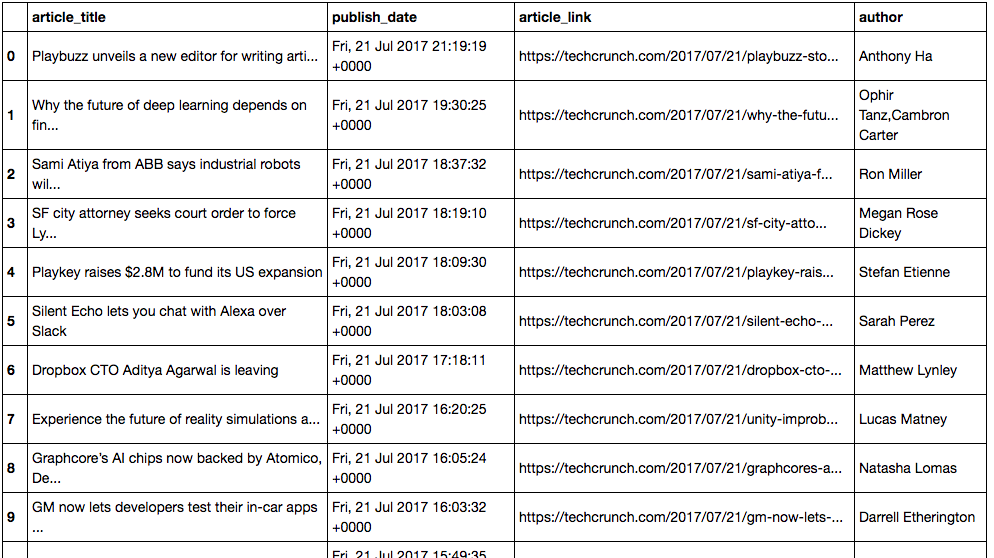 article_title publish_date article_link author
0 Playbuzz unveils a new editor for writing arti... Fri, 21 Jul 2017 21:19:19 +0000 https://techcrunch.com/2017/07/21/playbuzz-sto... Anthony Ha
1 Why the future of deep learning depends on fin... Fri, 21 Jul 2017 19:30:25 +0000 https://techcrunch.com/2017/07/21/why-the-futu... Ophir Tanz,Cambron Carter
2 Sami Atiya from ABB says industrial robots wil... Fri, 21 Jul 2017 18:37:32 +0000 https://techcrunch.com/2017/07/21/sami-atiya-f... Ron Miller
3 SF city attorney seeks court order to force Ly... Fri, 21 Jul 2017 18:19:10 +0000 https://techcrunch.com/2017/07/21/sf-city-atto... Megan Rose Dickey
4 Playkey raises $2.8M to fund its US expansion Fri, 21 Jul 2017 18:09:30 +0000 https://techcrunch.com/2017/07/21/playkey-rais... Stefan Etienne
5 Silent Echo lets you chat with Alexa over Slack Fri, 21 Jul 2017 18:03:08 +0000 https://techcrunch.com/2017/07/21/silent-echo-... Sarah Perez
6 Dropbox CTO Aditya Agarwal is leaving Fri, 21 Jul 2017 17:18:11 +0000 https://techcrunch.com/2017/07/21/dropbox-cto-... Matthew Lynley
7 Experience the future of reality simulations a... Fri, 21 Jul 2017 16:20:25 +0000 https://techcrunch.com/2017/07/21/unity-improb... Lucas Matney
8 Graphcore’s AI chips now backed by Atomico, De... Fri, 21 Jul 2017 16:05:24 +0000 https://techcrunch.com/2017/07/21/graphcores-a... Natasha Lomas
9 GM now lets developers test their in-car apps ... Fri, 21 Jul 2017 16:03:32 +0000 https://techcrunch.com/2017/07/21/gm-now-lets-... Darrell Etherington
Fri, 21 Jul 2017 15:49:35